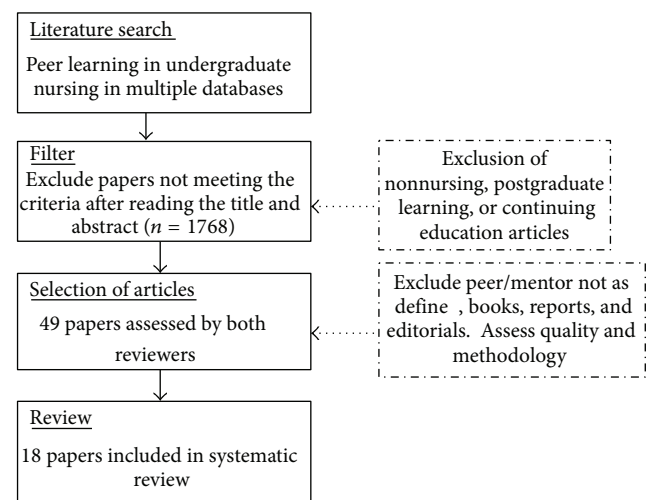 Literature search
Peer learning in undergraduate
nursing in multiple databases
Filter
Exclude papers not meeting the
criteria after reading the title and
abstract (n = 1768)
Exclusion of
nonnursing, postgraduate
learning, or continuing
education articles
Selection of articles
49 papers assessed by both
reviewers
Exclude peer/mentor not as
define , books, reports, and
editorials. Assess quality and
methodology
Review
18 papers included in systematic
review